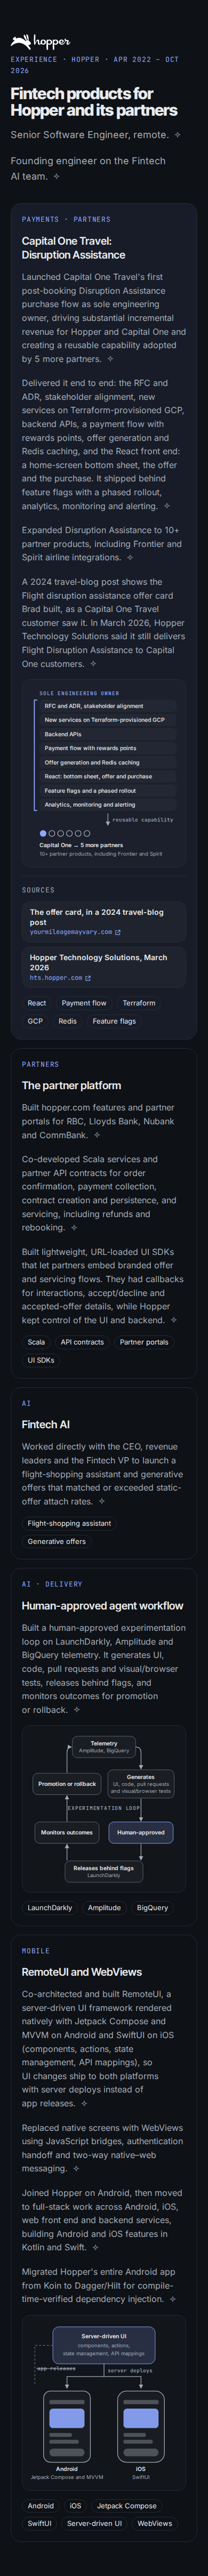 hopper
EXPERIENCE · HOPPER · APR 2022 – OCT
2026
Fintech products for
Hopper and its partners
Senior Software Engineer, remote.
Founding engineer on the Fintech
AI team.
PAYMENTS · PARTNERS
Capital One Travel:
Disruption Assistance
Launched Capital One Travel's first
post-booking Disruption Assistance
purchase flow as sole engineering
owner, driving substantial incremental
revenue for Hopper and Capital One and
creating a reusable capability adopted
by 5 more partners.
Delivered it end to end: the RFC and
ADR, stakeholder alignment, new
services on Terraform-provisioned GCP,
backend APIs, a payment flow with
rewards points, offer generation and
Redis caching, and the React front end:
a home-screen bottom sheet, the offer
and the purchase. It shipped behind
feature flags with a phased rollout,
analytics, monitoring and alerting.
Expanded Disruption Assistance to 10+
partner products, including Frontier and
Spirit airline integrations.
A 2024 travel-blog post shows the
Flight disruption assistance offer card
Brad built, as a Capital One Travel
customer saw it. In March 2026, Hopper
Technology Solutions said it still delivers
Flight Disruption Assistance to Capital
One customers.
SOLE ENGINEERING OWNER
RFC and ADR, stakeholder alignment
New services on Terraform-provisioned GCP
Backend APIs
Payment flow with rewards points
Offer generation and Redis caching
React: bottom sheet, offer and purchase
Feature flags and a phased rollout
Analytics, monitoring and alerting
reusable capability
Capital One → 5 more partners
10+ partner products, including Frontier and Spirit
SOURCES
The offer card, in a 2024 travel-blog
post
yourmileagemayvary.com
Hopper Technology Solutions, March
2026
hts.hopper.com
React
Payment flow
Terraform
GCP
Redis
Feature flags
PARTNERS
The partner platform
Built hopper.com features and partner
portals for RBC, Lloyds Bank, Nubank
and CommBank.
Co-developed Scala services and
partner API contracts for order
confirmation, payment collection,
contract creation and persistence, and
servicing, including refunds and
rebooking.
Built lightweight, URL-loaded UI SDKs
that let partners embed branded offer
and servicing flows. They had callbacks
for interactions, accept/decline and
accepted-offer details, while Hopper
kept control of the UI and backend.
Scala
API contracts
Partner portals
UI SDKs
AI
Fintech AI
Worked directly with the CEO, revenue
leaders and the Fintech VP to launch a
flight-shopping assistant and generative
offers that matched or exceeded static-
offer attach rates.
Flight-shopping assistant
Generative offers
AI · DELIVERY
Human-approved agent workflow
Built a human-approved experimentation
loop on LaunchDarkly, Amplitude and
BigQuery telemetry. It generates UI,
code, pull requests and visual/browser
tests, releases behind flags, and
monitors outcomes for promotion
or rollback.
Telemetry
Amplitude, BigQuery
Promotion or rollback
Generates
UI, code, pull requests
and visual/browser tests
EXPERIMENTATION LOOP
Monitors outcomes
Human-approved
Releases behind flags
LaunchDarkly
LaunchDarkly
Amplitude
BigQuery
MOBILE
RemoteUI and WebViews
Co-architected and built RemoteUI, a
server-driven UI framework rendered
natively with Jetpack Compose and
MVVM on Android and SwiftUI on iOS
(components, actions, state
management, API mappings), so
UI changes ship to both platforms
with server deploys instead of
app releases.
Replaced native screens with WebViews
using JavaScript bridges, authentication
handoff and two-way native–web
messaging.
Joined Hopper on Android, then moved
to full-stack work across Android, iOS,
web front end and backend services,
building Android and iOS features in
Kotlin and Swift.
Migrated Hopper's entire Android app
from Koin to Dagger/Hilt for compile-
time-verified dependency injection.
Server-driven UI
components, actions,
state management, API mappings
app releases
server deploys
Android
Jetpack Compose and MVVM
iOS
SwiftUI
Android
iOS
Jetpack Compose
SwiftUI
Server-driven UI
WebViews